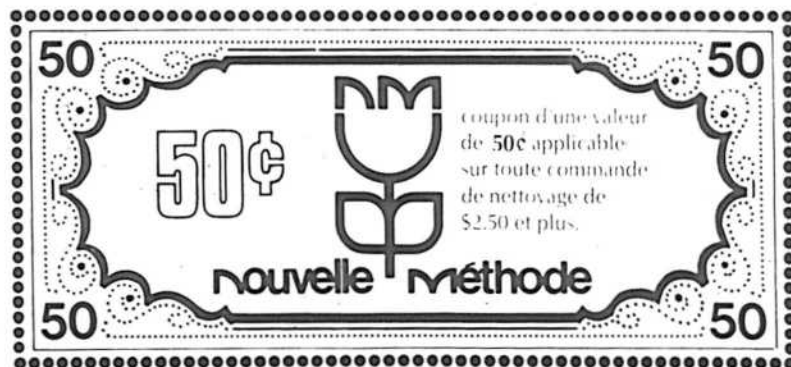 50
50
50¢
nm
coupon d'une valeur
de 50¢ applicable
sur toute commande
de nettoyage de
$2.50 et plus.
nouvelle méthode
50
50